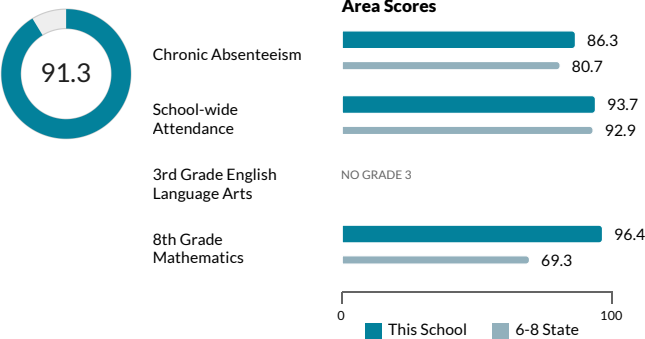 Area Scores
91.3
Chronic Absenteeism
86.3
80.7
School-wide
Attendance
93.7
92.9
3rd Grade English
Language Arts
NO GRADE 3
8th Grade
Mathematics
96.4
69.3
0
100
This School
6-8 State